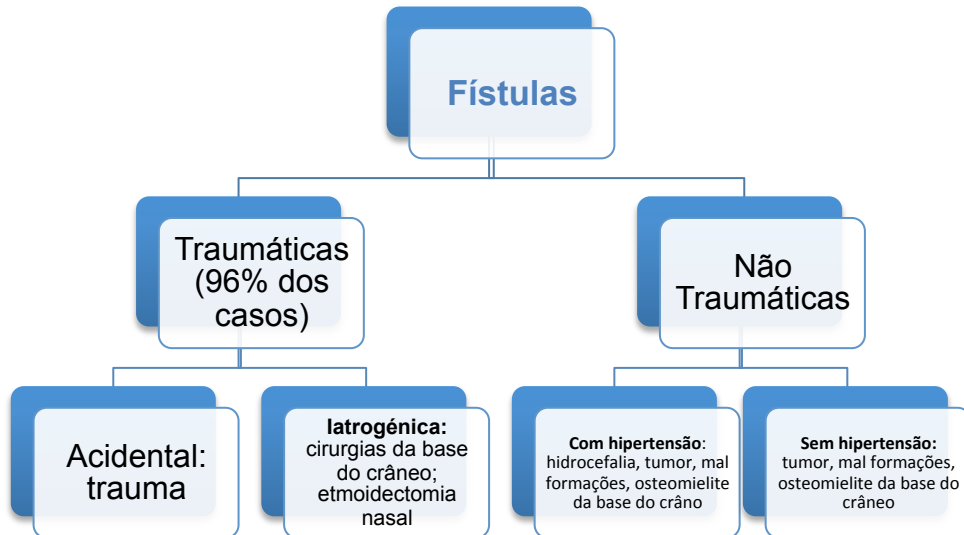 Fístulas
Traumáticas
(96% dos
casos)
Não
Traumáticas
Acidental:
trauma
Iatrogénica:
cirurgias da base
do crâneo;
etmoidectomia
nasal
Com hipertensão:
hidrocefalia, tumor, mal
formações, osteomielite
da base do crâno
Sem hipertensão:
tumor, mal formações,
osteomielite da base do
crâneo